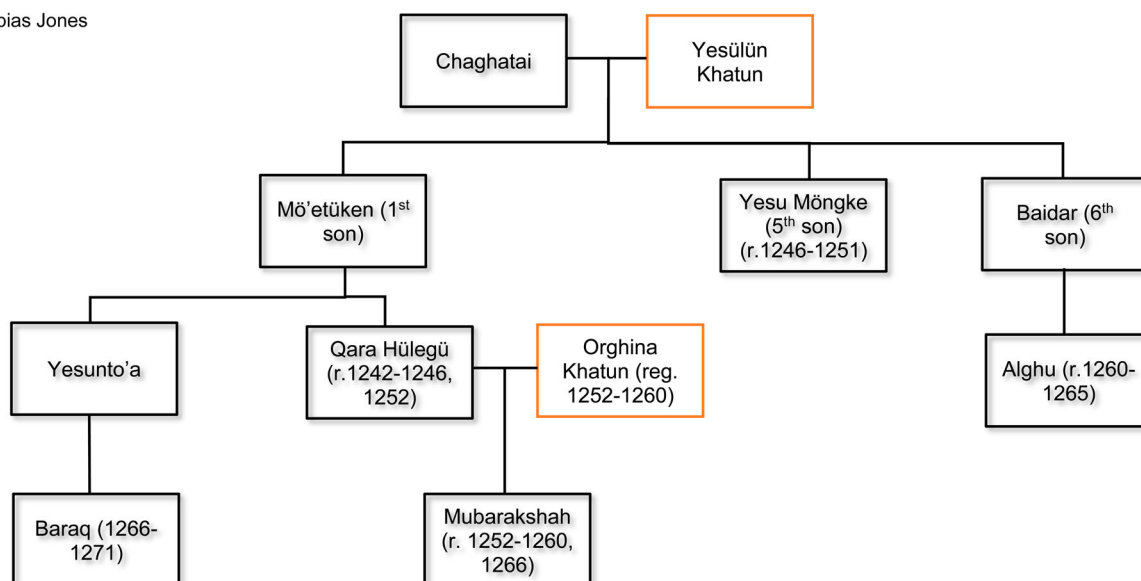 Jones
Chaghatai
Yesülün
Khatun
Mö’etüken (1st
son)
Yesu Möngke
(5th son)
(r.1246-1251)
Baidar (6th
son)
Yesunto’a
Qara Hülegü
(r.1242-1246,
1252)
Orghina
Khatun (reg.
1252-1260)
Alghu (r.1260-
1265)
Baraq (1266-
1271)
Mubarakshah
(r. 1252-1260,
1266)